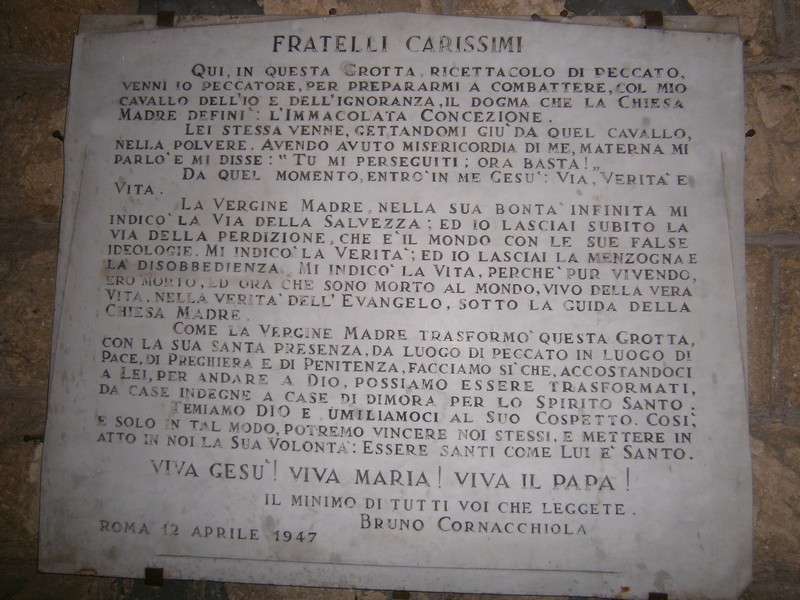 FRATELLI CARISSIMI
QUI, IN QUESTA GROTTA, RICETTACOLO DI PECCATO,
VENNI IO PECCATORE, PER PREPARARMI A COMBATTERE, COL MIO
CAVALLO DELL'IO E DELL'IGNORANZA, IL DOGMA CHE LA CHIESA
MADRE DEFINI': L'IMMACOLATA CONCEZIONE.
LEI STESSA VENNE, GETTANDOMI GIU' DA QUEL CAVALLO,
NELLA POLVERE. AVENDO AVUTO MISERICORDIA DI ME, MATERNA MI
PARLO' E MI DISSE: "TU MI PERSEGUITI; ORA BASTA!"
DA QUEL MOMENTO, ENTRO' IN ME GESU': VIA, VERITA' E
VITA.
LA VERGINE MADRE, NELLA SUA BONTA' INFINITA MI
INDICO' LA VIA DELLA SALVEZZA; ED IO LASCIAI SUBITO LA
VIA DELLA PERDIZIONE, CHE E' IL MONDO CON LE SUE FALSE
IDEOLOGIE. MI INDICO' LA VERITA'; ED IO LASCIAI LA MENZOGNA E
LA DISOBBEDIENZA. MI INDICO' LA VITA, PERCHE' PUR VIVENDO,
ERO MORTO, ED ORA CHE SONO MORTO AL MONDO, VIVO DELLA VERA
VITA, NELLA VERITA' DELL'EVANGELO, SOTTO LA GUIDA DELLA
CHIESA MADRE.
COME LA VERGINE MADRE TRASFORMO' QUESTA GROTTA,
CON LA SUA SANTA PRESENZA, DA LUOGO DI PECCATO IN LUOGO DI
PACE, DI PREGHIERA E DI PENITENZA, FACCIAMO SI' CHE, ACCOSTANDOCI
A LEI, PER ANDARE A DIO, POSSIAMO ESSERE TRASFORMATI,
DA CASE INDEGNE A CASE DI DIMORA PER LO SPIRITO SANTO.
TEMIAMO DIO E UMILIAMOCI AL SUO COSPETTO. COSI',
E SOLO IN TAL MODO, POTREMO VINCERE NOI STESSI, E METTERE IN
ATTO IN NOI LA SUA VOLONTA': ESSERE SANTI COME LUI E' SANTO.
VIVA GESU'! VIVA MARIA! VIVA IL PAPA!
IL MINIMO DI TUTTI VOI CHE LEGGETE.
BRUNO CORNACCHIOLA
ROMA 12 APRILE 1947